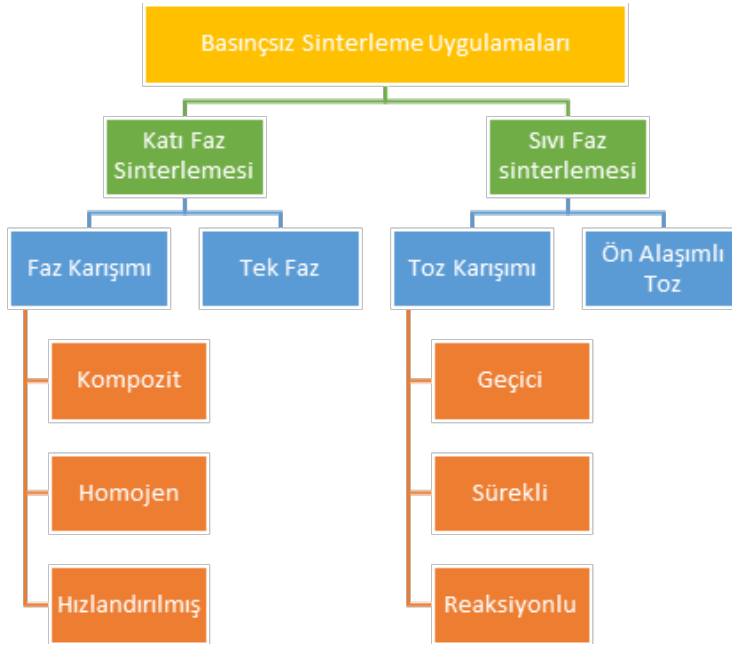 Basınçsız Sinterleme Uygulamaları
Katı Faz
Sinterlemesi
Sıvı Faz
sinterlemesi
Faz Karışımı
Tek Faz
Toz Karışımı
Ön Alaşımlı
Toz
Kompozit
Homojen
Hızlandırılmış
Geçici
Sürekli
Reaksiyonlu